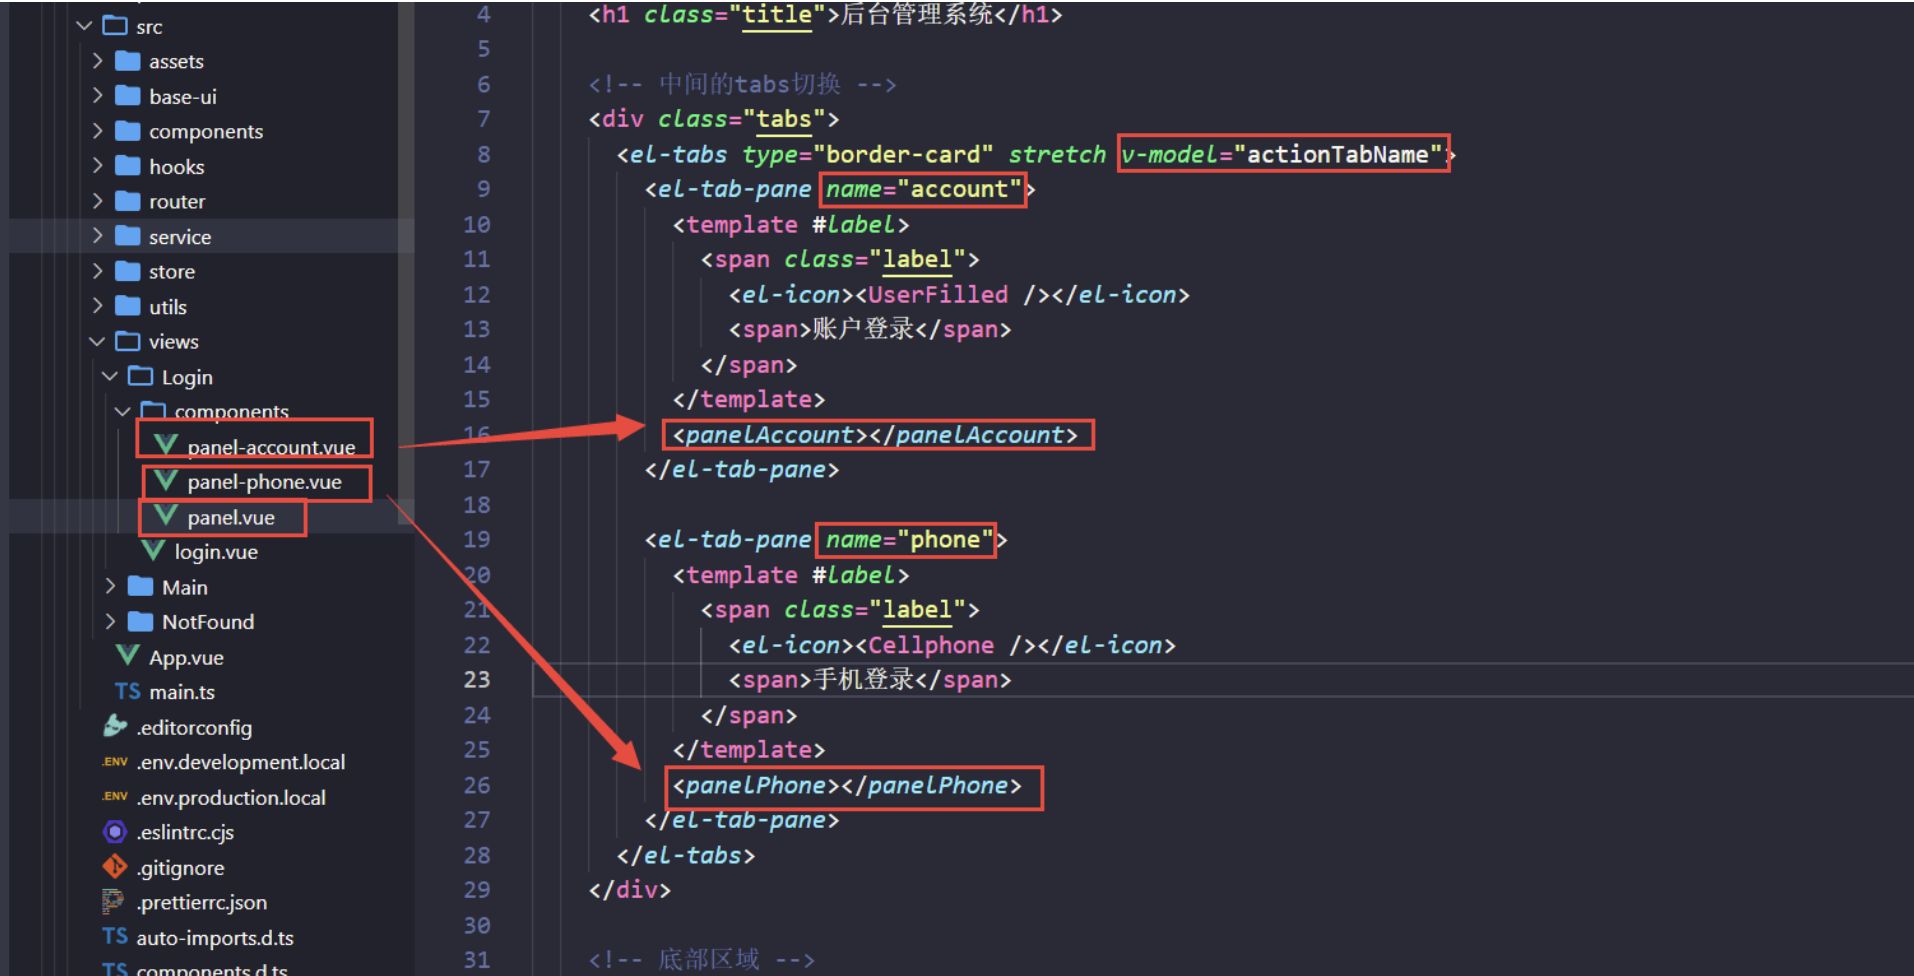 src
assets
base-ui
components
hooks
router
service
store
utils
views
Login
components
panel-account.vue
panel-phone.vue
panel.vue
login.vue
Main
NotFound
App.vue
TS main.ts
.editorconfig
.ENV .env.development.local
.ENV .env.production.local
.eslintrc.cjs
.gitignore
.prettierrc.json
TS auto-imports.d.ts
TS components.d.ts
4 <h1 class="title">后台管理系统</h1>
5
6 <!-- 中间的tabs切换 -->
7 <div class="tabs">
8 <el-tabs type="border-card" stretch v-model="actionTabName">
9 <el-tab-pane name="account">
10 <template #label>
11 <span class="label">
12 <el-icon><UserFilled /></el-icon>
13 <span>账户登录</span>
14 </span>
15 </template>
16 <panelAccount></panelAccount>
17 </el-tab-pane>
18
19 <el-tab-pane name="phone">
20 <template #label>
21 <span class="label">
22 <el-icon><Cellphone /></el-icon>
23 <span>手机登录</span>
24 </span>
25 </template>
26 <panelPhone></panelPhone>
27 </el-tab-pane>
28 </el-tabs>
29 </div>
30
31 <!-- 底部区域 -->